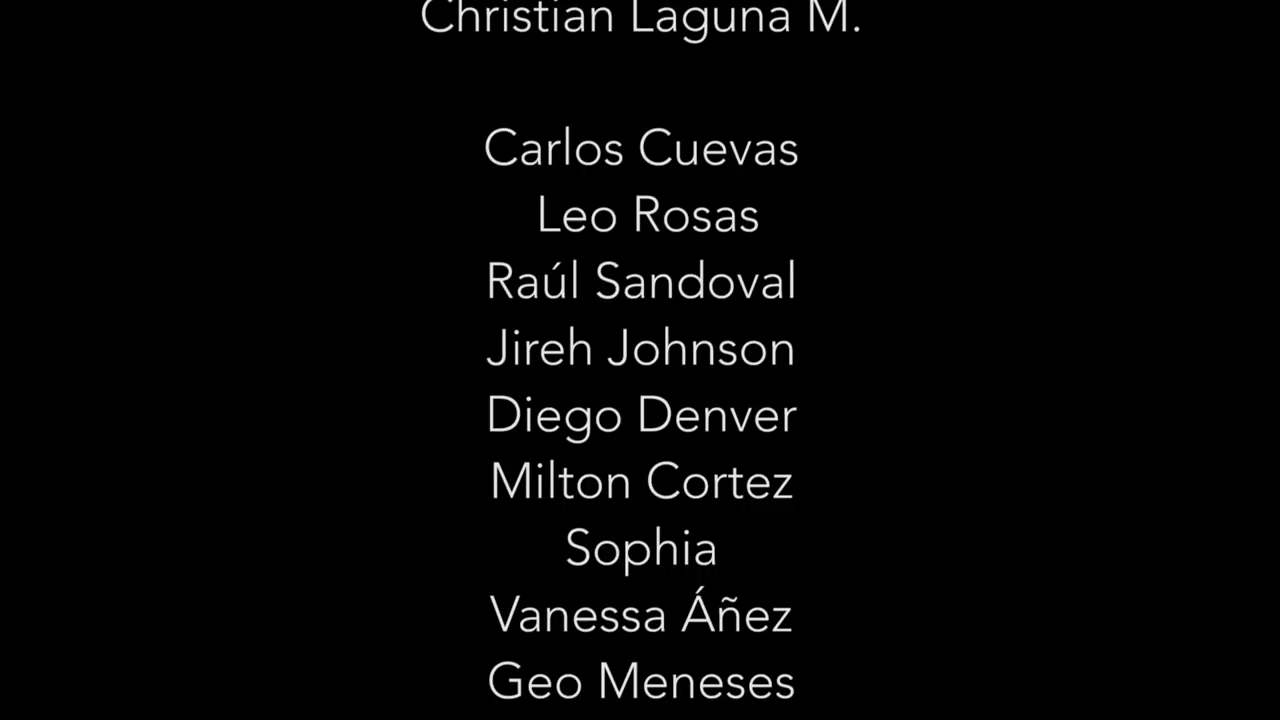 Christian Laguna M.
Carlos Cuevas
Leo Rosas
Raúl Sandoval
Jireh Johnson
Diego Denver
Milton Cortez
Sophia
Vanessa Áñez
Geo Meneses